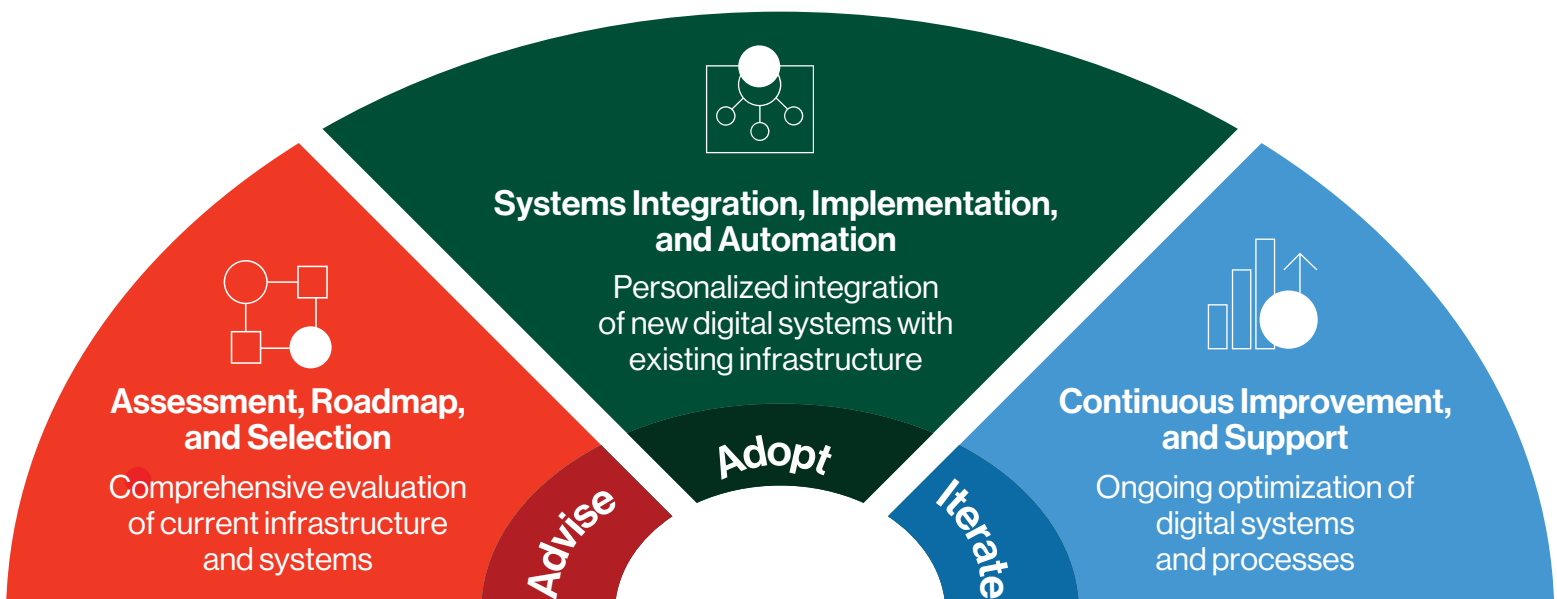 Assessment, Roadmap,
and Selection
Comprehensive evaluation
of current infrastructure
and systems
Advise
Systems Integration, Implementation,
and Automation
Personalized integration
of new digital systems with
existing infrastructure
Adopt
Continuous Improvement,
and Support
Ongoing optimization of
digital systems
and processes
Iterate